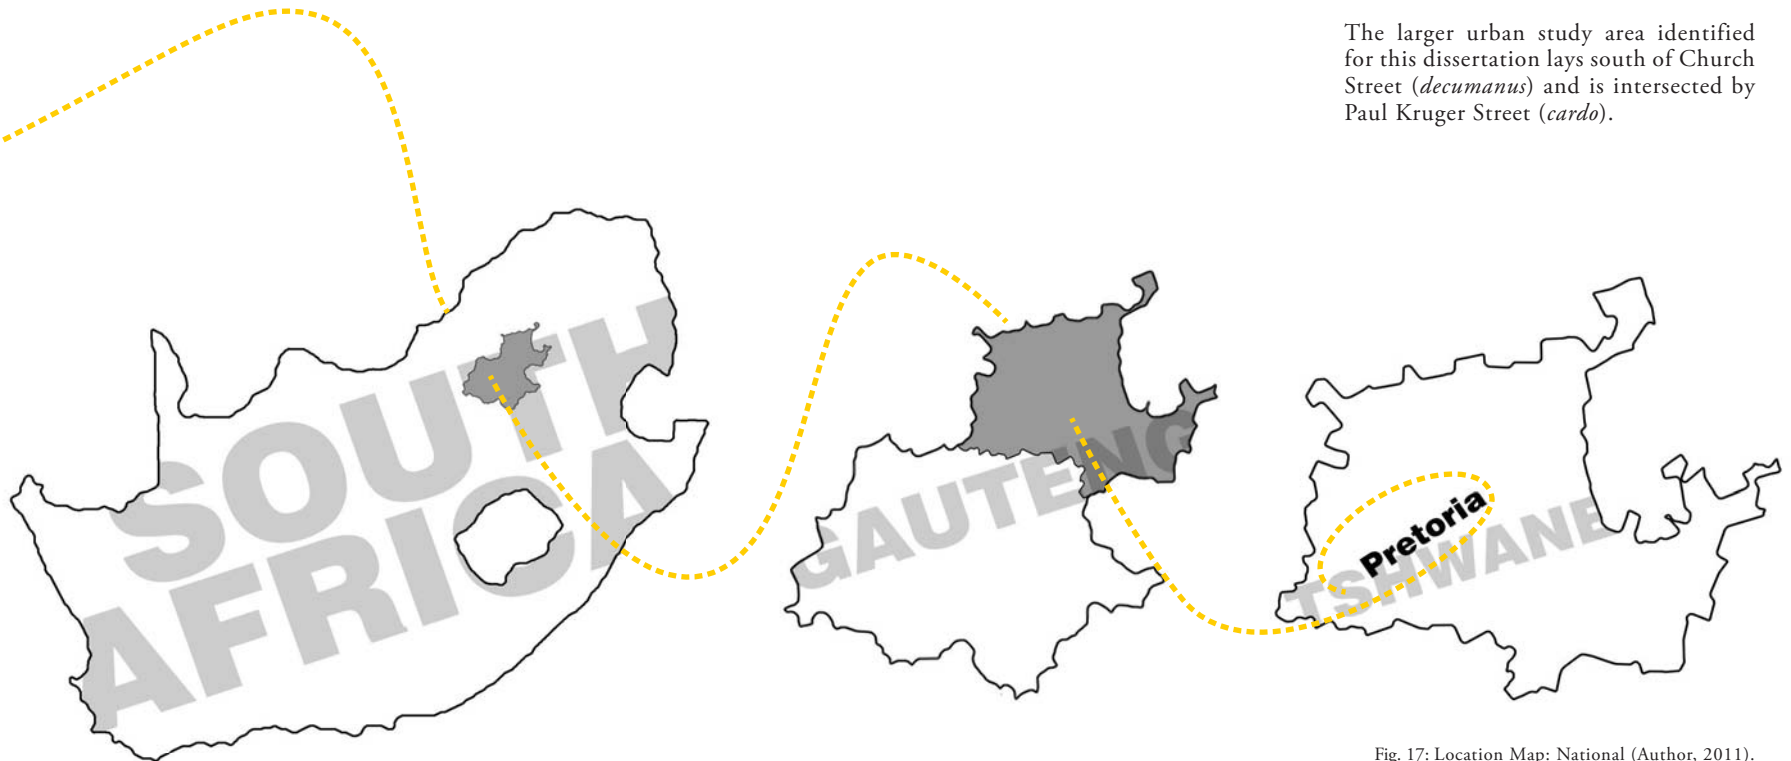 The larger urban study area identified
for this dissertation lays south of Church
Street (decumanus) and is intersected by
Paul Kruger Street (cardo).
SOUTH
AFRICA
GAUTENG
Pretoria
TSHWANE
Fig. 17: Location Map: National (Author, 2011).